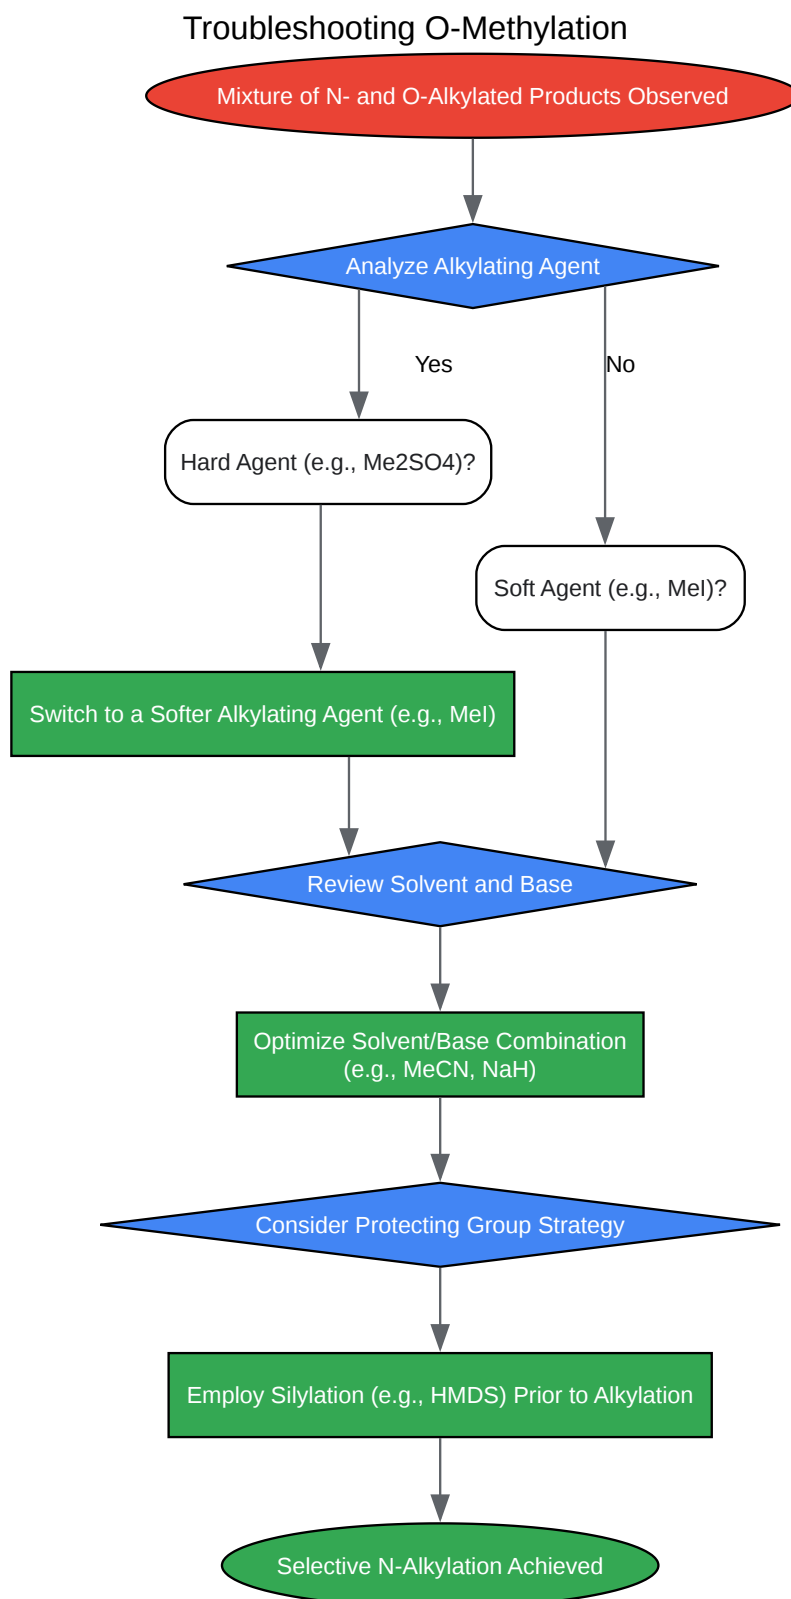 Troubleshooting O-Methylation
Mixture of N- and O-Alkylated Products Observed
Analyze Alkylating Agent
Yes
No
Hard Agent (e.g., Me2SO4)?
Soft Agent (e.g., MeI)?
Switch to a Softer Alkylating Agent (e.g., MeI)
Review Solvent and Base
Optimize Solvent/Base Combination
(e.g., MeCN, NaH)
Consider Protecting Group Strategy
Employ Silylation (e.g., HMDS) Prior to Alkylation
Selective N-Alkylation Achieved